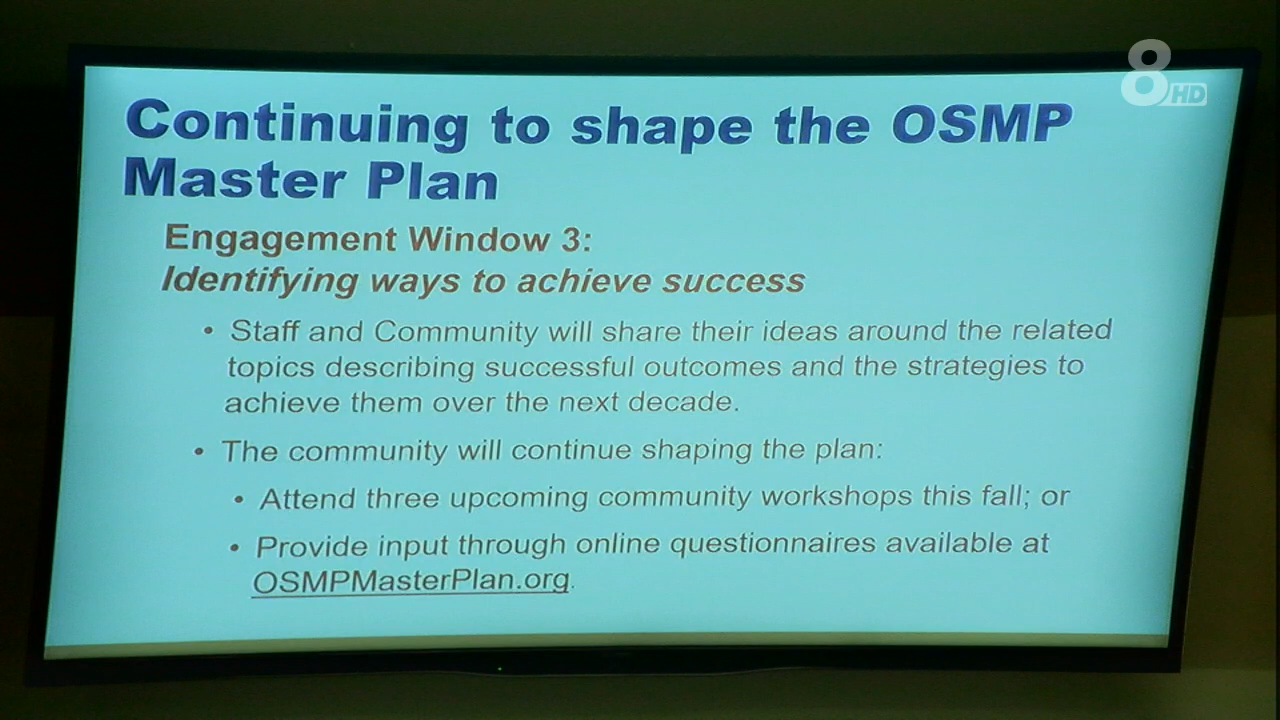 8HD
Continuing to shape the OSMP
Master Plan
Engagement Window 3:
Identifying ways to achieve success
• Staff and Community will share their ideas around the related
topics describing successful outcomes and the strategies to
achieve them over the next decade.
• The community will continue shaping the plan:
• Attend three upcoming community workshops this fall; or
• Provide input through online questionnaires available at
OSMPMasterPlan.org.